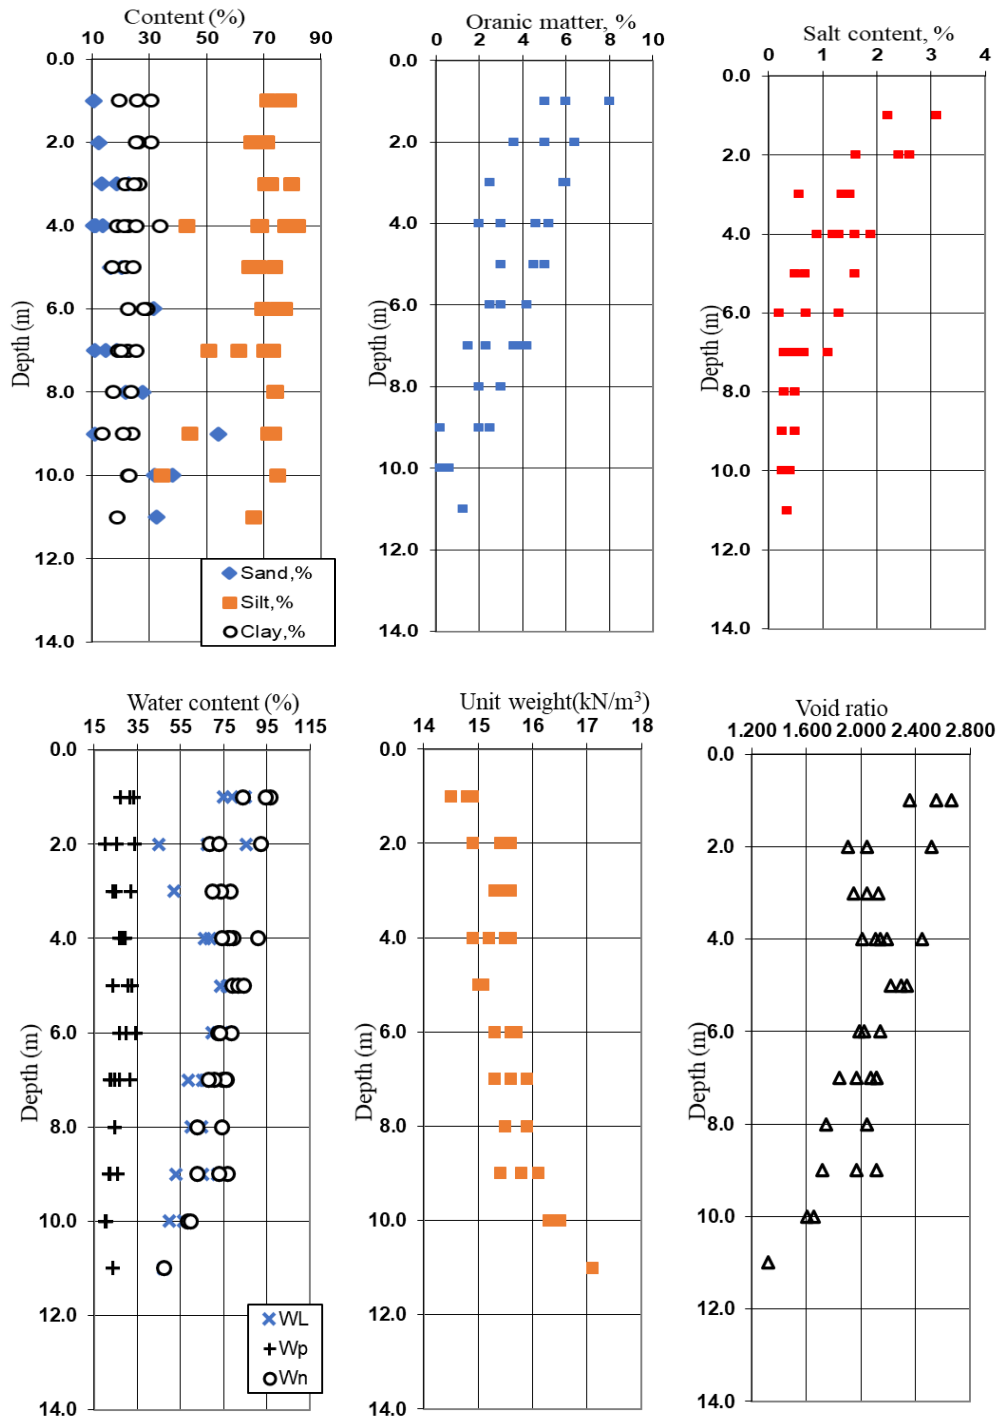 Content (%)
10 30 50 70 90
0.0
2.0
4.0
6.0
8.0
10.0
12.0
14.0
Depth (m)
Sand,%
Silt,%
Clay,%
Oranic matter, %
0 2 4 6 8 10
0.0
2.0
4.0
6.0
8.0
10.0
12.0
14.0
Depth (m)
Salt content, %
0 1 2 3 4
0.0
2.0
4.0
6.0
8.0
10.0
12.0
14.0
Depth (m)
Water content (%)
15 35 55 75 95 115
0.0
2.0
4.0
6.0
8.0
10.0
12.0
14.0
Depth (m)
WL
Wp
Wn
Unit weight(kN/m³)
14 15 16 17 18
0.0
2.0
4.0
6.0
8.0
10.0
12.0
14.0
Depth (m)
Void ratio
1.200 1.600 2.000 2.400 2.800
0.0
2.0
4.0
6.0
8.0
10.0
12.0
14.0
Depth (m)